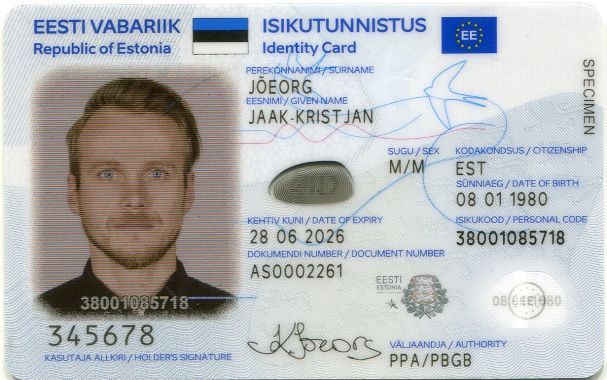 EESTI VABARIIK
Republic of Estonia
ISIKUTUNNISTUS
Identity Card
EE
SPECIMEN
PEREKONNANIMI / SURNAME
JÕEORG
EESNIMI / GIVEN NAME
JAAK-KRISTJAN
SUGU / SEX KODAKONDSUS / CITIZENSHIP
M/M EST
SÜNNIAEG / DATE OF BIRTH
08 01 1980
KEHTIV KUNI / DATE OF EXPIRY ISIKUKOOD / PERSONAL CODE
28 06 2026 38001085718
DOKUMENDI NUMBER / DOCUMENT NUMBER
AS0002261
EESTI
ESTONIA
38001085718
345678
KASUTAJA ALLKIRI / HOLDER'S SIGNATURE
VÄLJAANDJA / AUTHORITY
PPA/PBGB